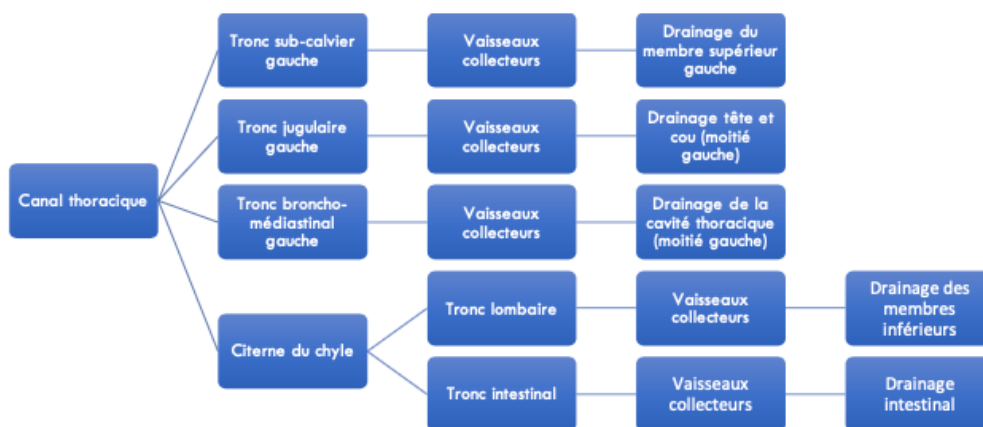 Tronc sub-calvier
gauche
Vaisseaux
collecteurs
Drainage du
membre supérieur
gauche
Tronc jugulaire
gauche
Vaisseaux
collecteurs
Drainage tête et
cou (moitié
gauche)
Canal thoracique
Tronc broncho-
médiastinal
gauche
Vaisseaux
collecteurs
Drainage de la
cavité thoracique
(moitié gauche)
Citerne du chyle
Tronc lombaire
Vaisseaux
collecteurs
Drainage des
membres
inférieurs
Tronc intestinal
Vaisseaux
collecteurs
Drainage
intestinal